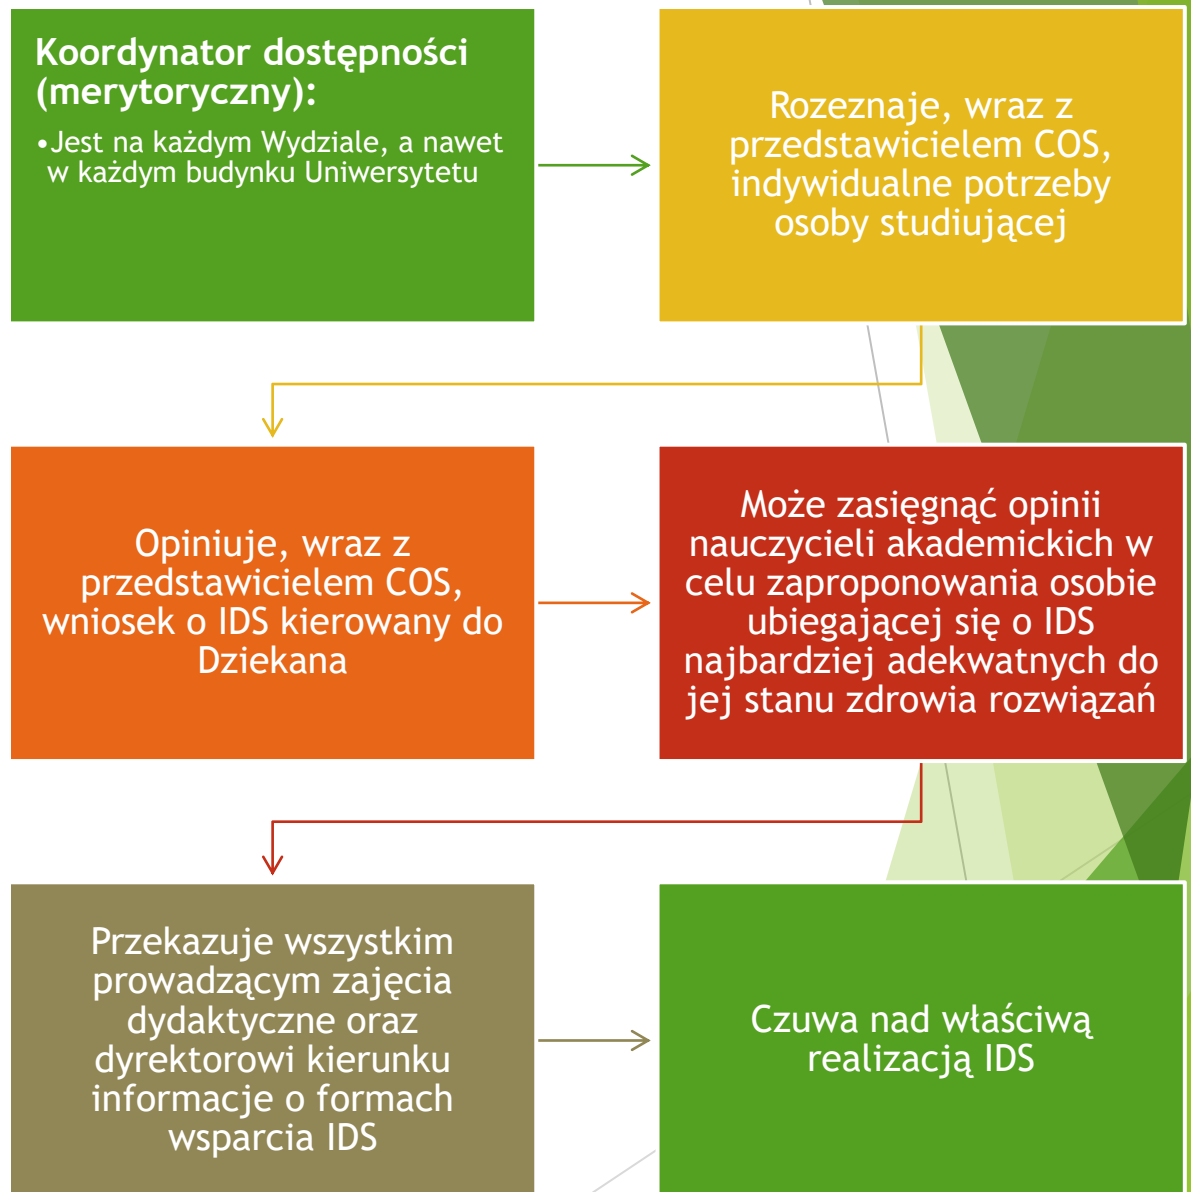 Koordynator dostępności
(merytoryczny):
•Jest na każdym Wydziale, a nawet
w każdym budynku Uniwersytetu
Rozeznaje, wraz z
przedstawicielem COS,
indywidualne potrzeby
osoby studiującej
Opiniuje, wraz z
przedstawicielem COS,
wniosek o IDS kierowany do
Dziekana
Może zasięgnąć opinii
nauczycieli akademickich w
celu zaproponowania osobie
ubiegającej się o IDS
najbardziej adekwatnych do
jej stanu zdrowia rozwiązań
Przekazuje wszystkim
prowadzącym zajęcia
dydaktyczne oraz
dyrektorowi kierunku
informacje o formach
wsparcia IDS
Czuwa nad właściwą
realizacją IDS